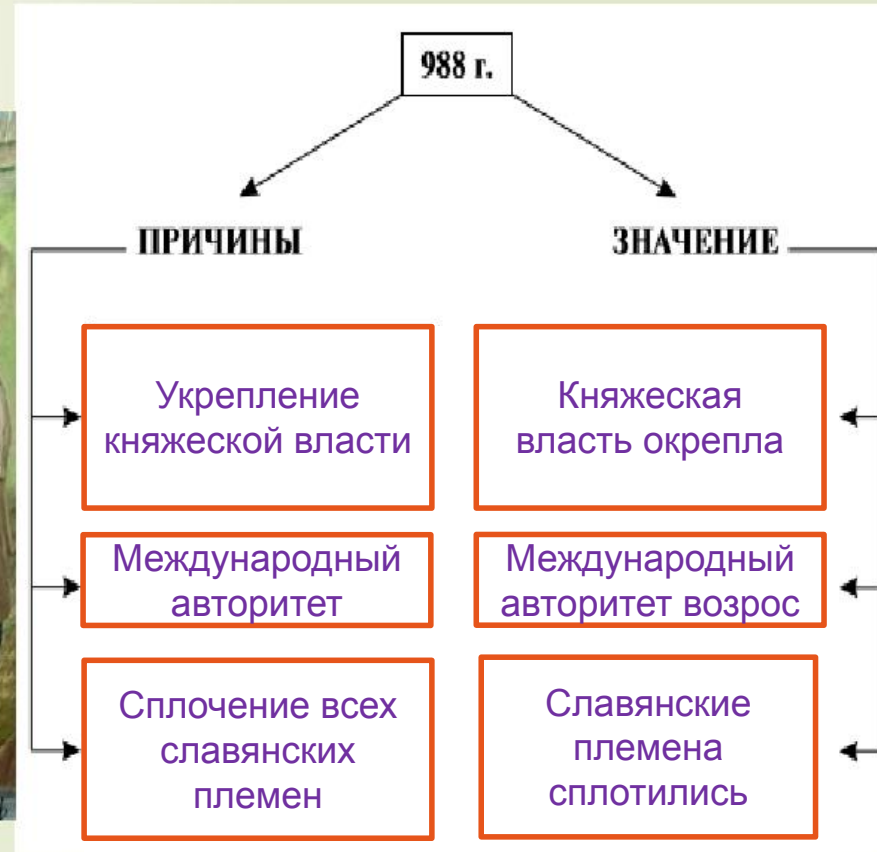 988 г.
ПРИЧИНЫ
Укрепление
княжеской власти
Международный
авторитет
Сплочение всех
славянских
племен
ЗНАЧЕНИЕ
Княжеская
власть окрепла
Международный
авторитет возрос
Славянские
племена
сплотились